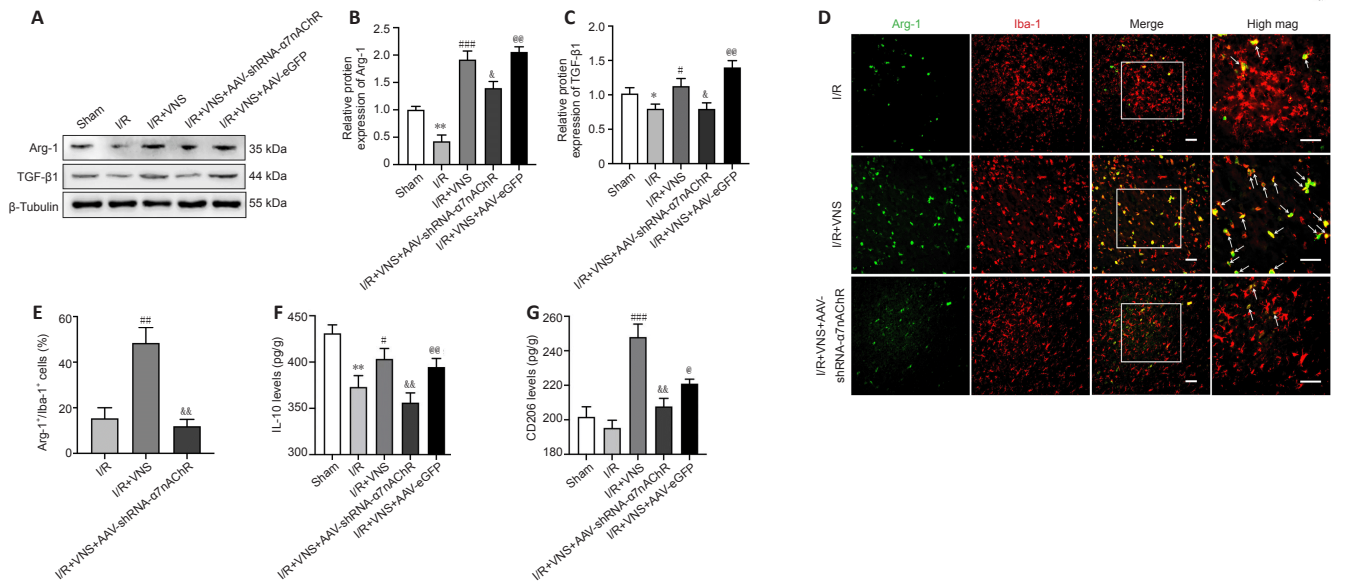 A
Sham
I/R
I/R+VNS
I/R+VNS+AAV-shRNA-α7nAChR
I/R+VNS+AAV-eGFP
Arg-1
35 kDa
TGF-β1
44 kDa
β-Tubulin
55 kDa
B
Relative protien
expression of Arg-1
2.5
2.0
1.5
1.0
0.5
0.0
**
###
&
@@
Sham
I/R
I/R+VNS
I/R+VNS+AAV-shRNA-α7nAChR
I/R+VNS+AAV-eGFP
C
Relative protien
expression of TGF-β1
2.0
1.5
1.0
0.5
0
*
#
&
@@
Sham
I/R
I/R+VNS
I/R+VNS+AAV-shRNA-α7nAChR
I/R+VNS+AAV-eGFP
D
Arg-1
Iba-1
Merge
High mag
I/R
I/R+VNS
I/R+VNS+AAV-
shRNA-α7nAChR
E
Arg-1⁺/Iba-1⁺ cells (%)
60
40
20
0
##
&&
I/R
I/R+VNS
I/R+VNS+AAV-shRNA-α7nAChR
F
IL-10 levels (pg/g)
450
400
350
300
**
#
&&
@@
Sham
I/R
I/R+VNS
I/R+VNS+AAV-shRNA-α7nAChR
I/R+VNS+AAV-eGFP
G
CD206 levels (pg/g)
260
240
220
200
180
###
&&
@
Sham
I/R
I/R+VNS
I/R+VNS+AAV-shRNA-α7nAChR
I/R+VNS+AAV-eGFP